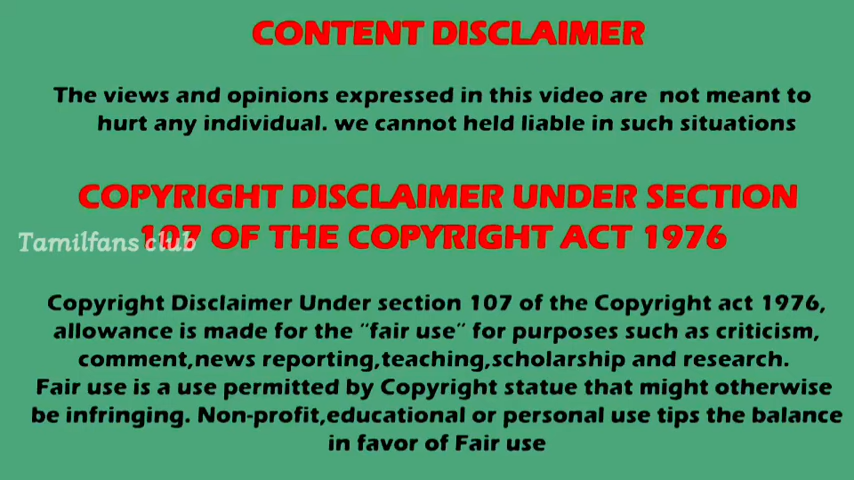 CONTENT DISCLAIMER
The views and opinions expressed in this video are not meant to
hurt any individual. we cannot held liable in such situations
COPYRIGHT DISCLAIMER UNDER SECTION
107 OF THE COPYRIGHT ACT 1976
Tamilfans club
Copyright Disclaimer Under section 107 of the Copyright act 1976,
allowance is made for the "fair use" for purposes such as criticism,
comment,news reporting,teaching,scholarship and research.
Fair use is a use permitted by Copyright statue that might otherwise
be infringing. Non-profit,educational or personal use tips the balance
in favor of Fair use